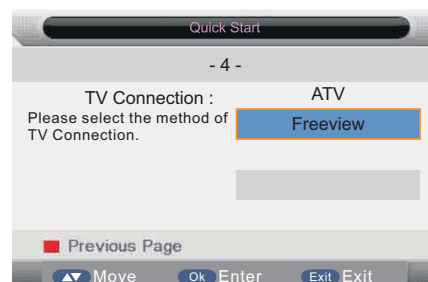 Quick Start
- 4 -
TV Connection : ATV
Please select the method of
TV Connection.
Freeview
Previous Page
Move Ok Enter Exit Exit